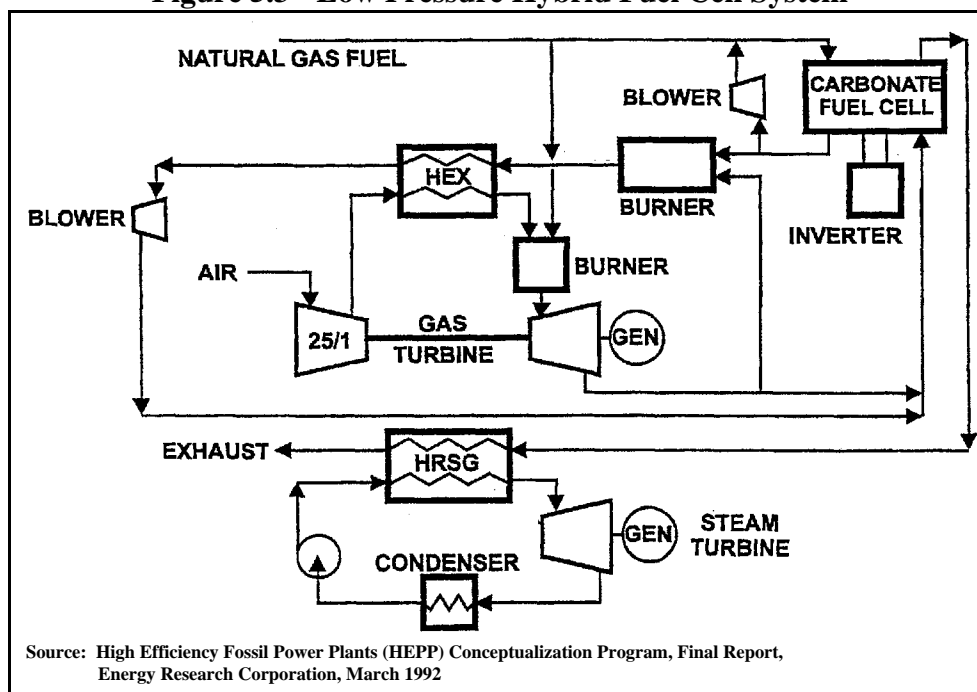 Figure 3.3 Low Pressure Hybrid Fuel Cell System
NATURAL GAS FUEL
BLOWER
CARBONATE
FUEL CELL
HEX
BURNER
INVERTER
BLOWER
BURNER
AIR
25/1
GAS
TURBINE
GEN
EXHAUST
HRSG
GEN
STEAM
TURBINE
CONDENSER
Source: High Efficiency Fossil Power Plants (HEPP) Conceptualization Program, Final Report,
Energy Research Corporation, March 1992